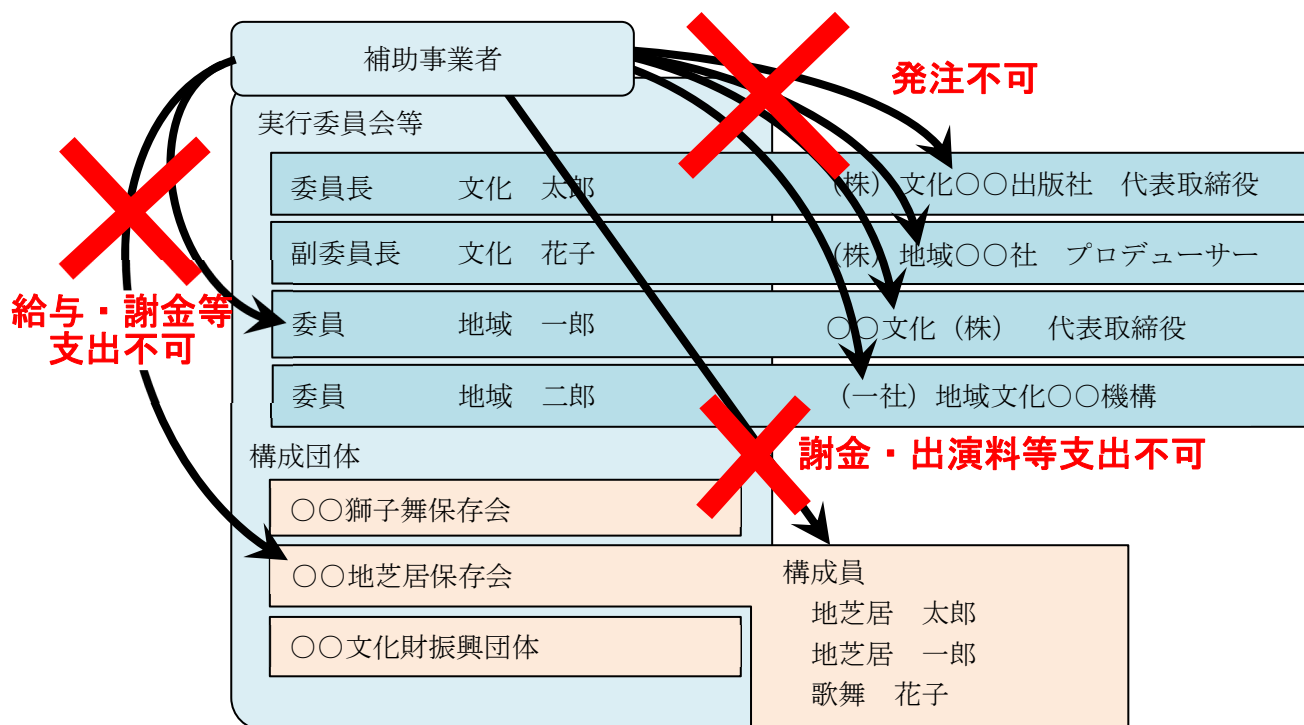 補助事業者
発注不可
実行委員会等
委員長 文化 太郎 (株)文化○○出版社 代表取締役
副委員長 文化 花子 (株)地域○○社 プロデューサー
給与・謝金等
支出不可
委員 地域 一郎 ○○文化(株) 代表取締役
委員 地域 二郎 (一社)地域文化○○機構
構成団体
謝金・出演料等支出不可
○○獅子舞保存会
○○地芝居保存会
○○文化財振興団体
構成員
地芝居 太郎
地芝居 一郎
歌舞 花子